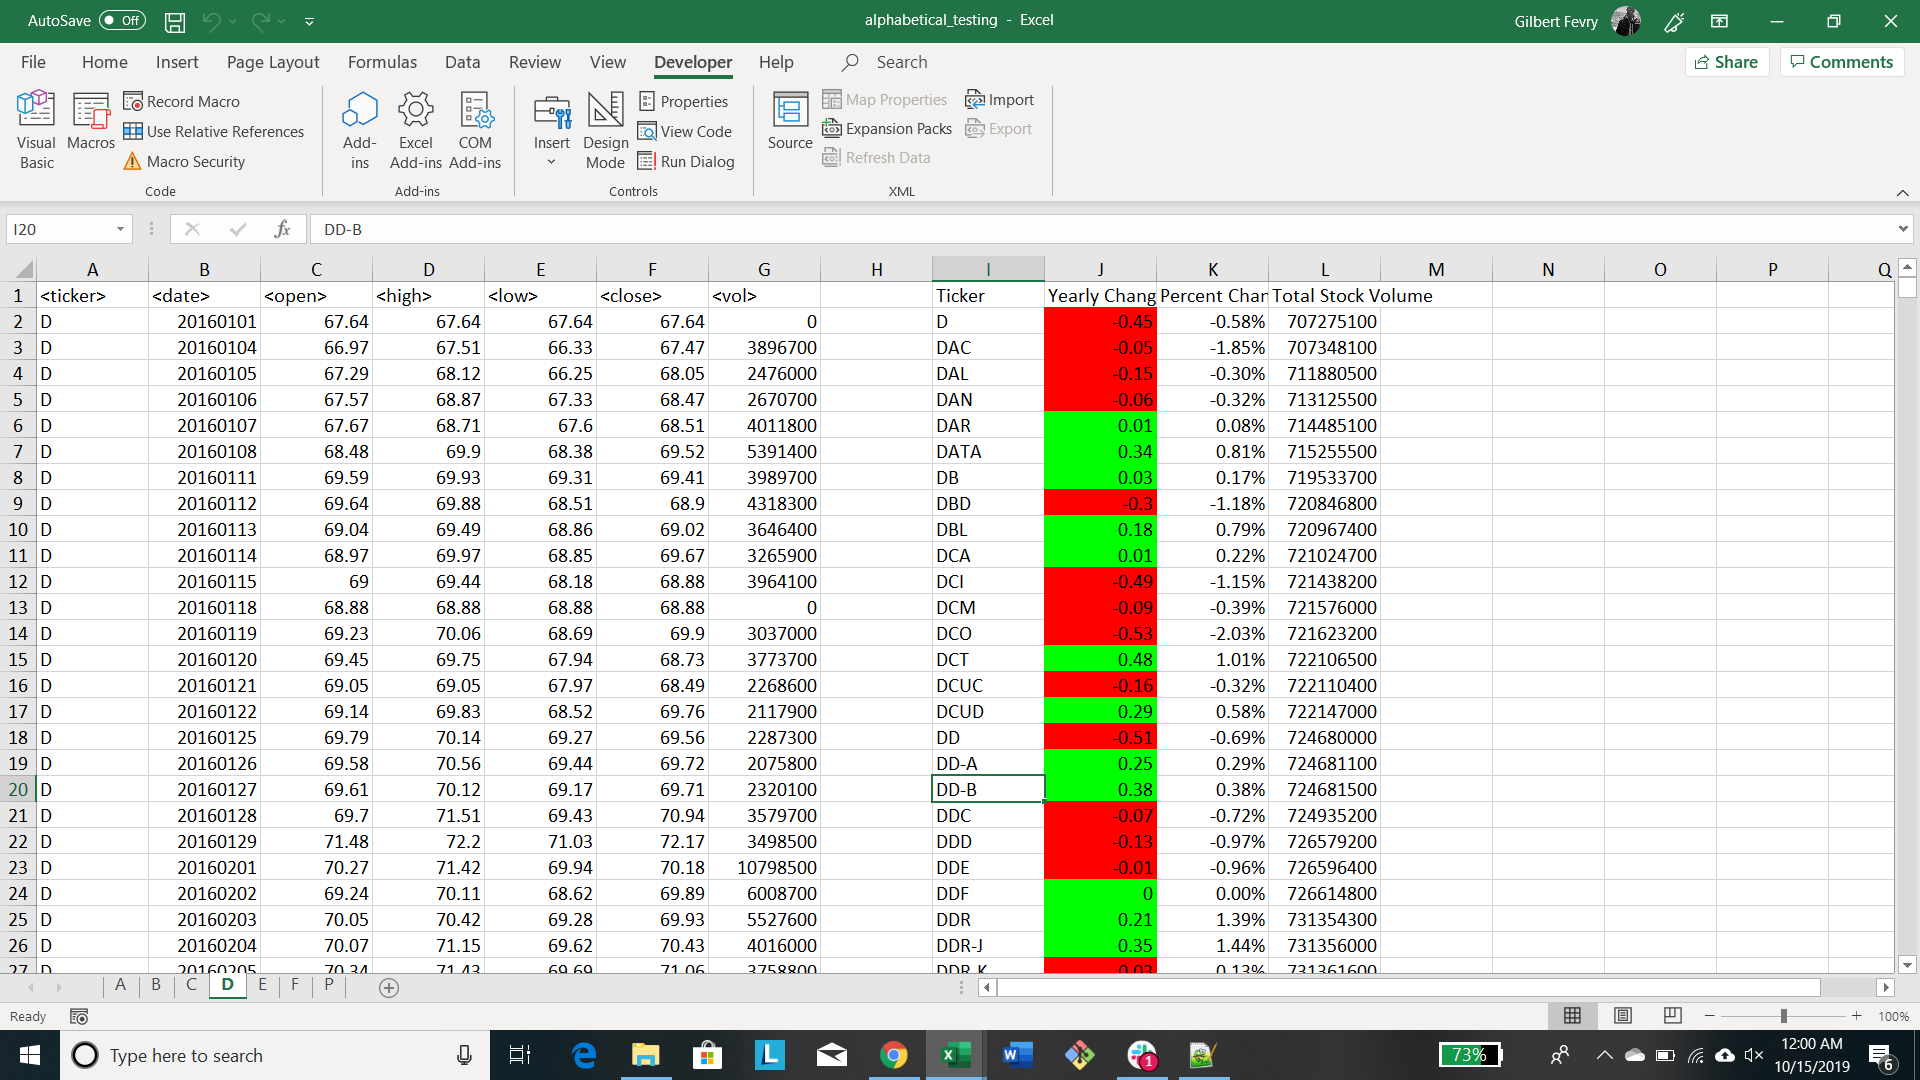 AutoSave Off alphabetical_testing - Excel Gilbert Fevry
File Home Insert Page Layout Formulas Data Review View Developer Help Search Share Comments
Visual Basic Macros Record Macro Use Relative References Macro Security Code
Add-ins Excel Add-ins COM Add-ins Add-ins
Insert Design Mode Properties View Code Run Dialog Controls
Source Map Properties Expansion Packs Refresh Data Import Export XML
I20 fx DD-B
A B C D E F G H I J K L M N O P Q
1 <ticker> <date> <open> <high> <low> <close> <vol> Ticker Yearly Chang Percent Chan Total Stock Volume
2 D 20160101 67.64 67.64 67.64 67.64 0 D -0.45 -0.58% 707275100
3 D 20160104 66.97 67.51 66.33 67.47 3896700 DAC -0.05 -1.85% 707348100
4 D 20160105 67.29 68.12 66.25 68.05 2476000 DAL -0.15 -0.30% 711880500
5 D 20160106 67.57 68.87 67.33 68.47 2670700 DAN -0.06 -0.32% 713125500
6 D 20160107 67.67 68.71 67.6 68.51 4011800 DAR 0.01 0.08% 714485100
7 D 20160108 68.48 69.9 68.38 69.52 5391400 DATA 0.34 0.81% 715255500
8 D 20160111 69.59 69.93 69.31 69.41 3989700 DB 0.03 0.17% 719533700
9 D 20160112 69.64 69.88 68.51 68.9 4318300 DBD -0.3 -1.18% 720846800
10 D 20160113 69.04 69.49 68.86 69.02 3646400 DBL 0.18 0.79% 720967400
11 D 20160114 68.97 69.97 68.85 69.67 3265900 DCA 0.01 0.22% 721024700
12 D 20160115 69 69.44 68.18 68.88 3964100 DCI -0.49 -1.15% 721438200
13 D 20160118 68.88 68.88 68.88 68.88 0 DCM -0.09 -0.39% 721576000
14 D 20160119 69.23 70.06 68.69 69.9 3037000 DCO -0.53 -2.03% 721623200
15 D 20160120 69.45 69.75 67.94 68.73 3773700 DCT 0.48 1.01% 722106500
16 D 20160121 69.05 69.05 67.97 68.49 2268600 DCUC -0.16 -0.32% 722110400
17 D 20160122 69.14 69.83 68.52 69.76 2117900 DCUD 0.29 0.58% 722147000
18 D 20160125 69.79 70.14 69.27 69.56 2287300 DD -0.51 -0.69% 724680000
19 D 20160126 69.58 70.56 69.44 69.72 2075800 DD-A 0.25 0.29% 724681100
20 D 20160127 69.61 70.12 69.17 69.71 2320100 DD-B 0.38 0.38% 724681500
21 D 20160128 69.7 71.51 69.43 70.94 3579700 DDC -0.07 -0.72% 724935200
22 D 20160129 71.48 72.2 71.03 72.17 3498500 DDD -0.13 -0.97% 726579200
23 D 20160201 70.27 71.42 69.94 70.18 10798500 DDE -0.01 -0.96% 726596400
24 D 20160202 69.24 70.11 68.62 69.89 6008700 DDF 0 0.00% 726614800
25 D 20160203 70.05 70.42 69.28 69.93 5527600 DDR 0.21 1.39% 731354300
26 D 20160204 70.07 71.15 69.62 70.43 4016000 DDR-J 0.35 1.44% 731356000
27 D 20160205 70.34 71.43 69.69 71.06 3758800 DDR-K 0.13% 731361600
A B C D E F P
Ready 100%
Type here to search 73% 12:00 AM
10/15/2019 6